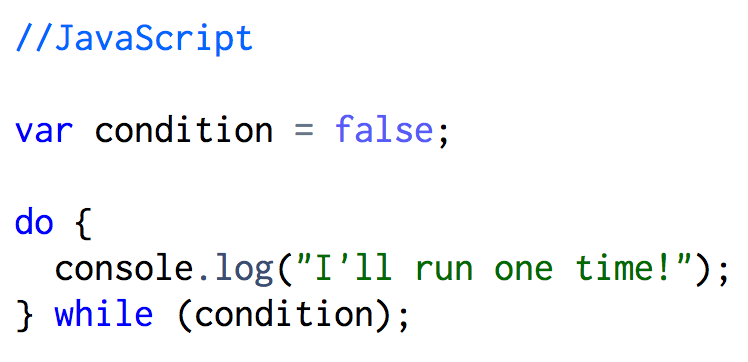 //JavaScript
var condition = false;
do {
  console.log("I'll run one time!");
} while (condition);